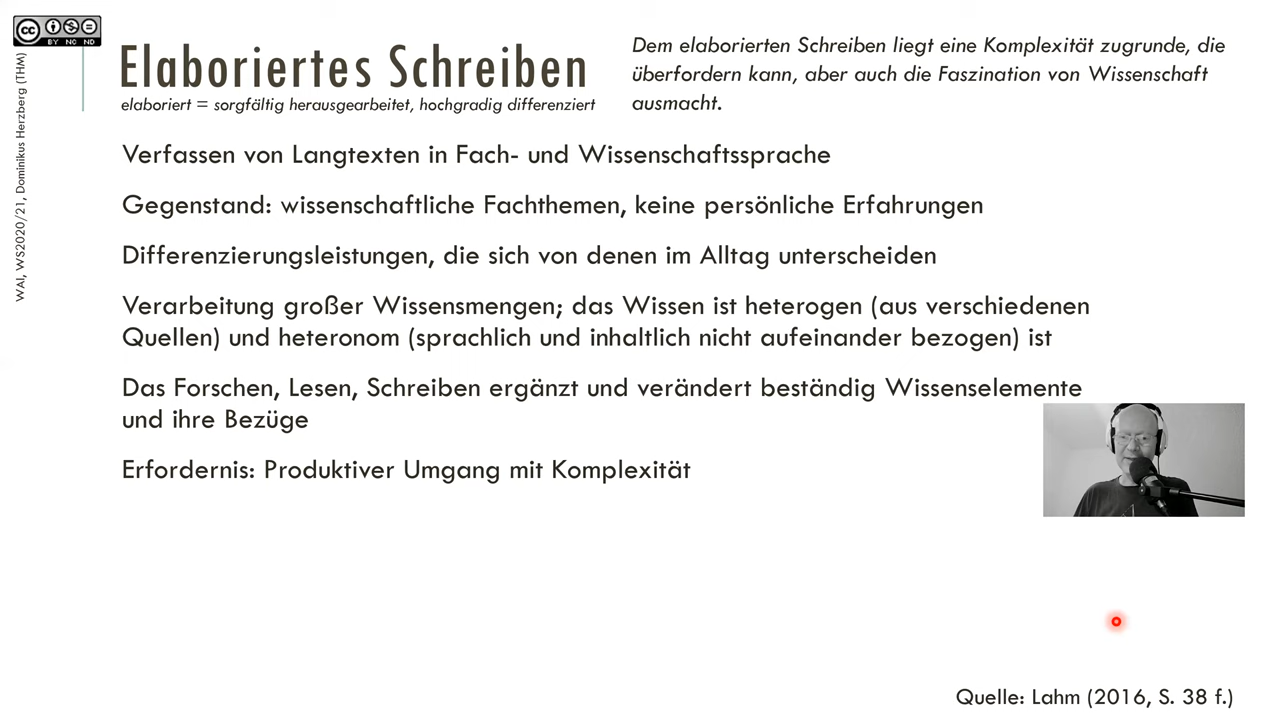 BY NC ND
WAI, WS2020/21, Dominikus Herzberg (THM)
Elaboriertes Schreiben
elaboriert = sorgfältig herausgearbeitet, hochgradig differenziert
Dem elaborierten Schreiben liegt eine Komplexität zugrunde, die
überfordern kann, aber auch die Faszination von Wissenschaft
ausmacht.
Verfassen von Langtexten in Fach- und Wissenschaftssprache
Gegenstand: wissenschaftliche Fachthemen, keine persönliche Erfahrungen
Differenzierungsleistungen, die sich von denen im Alltag unterscheiden
Verarbeitung großer Wissensmengen; das Wissen ist heterogen (aus verschiedenen
Quellen) und heteronom (sprachlich und inhaltlich nicht aufeinander bezogen) ist
Das Forschen, Lesen, Schreiben ergänzt und verändert beständig Wissenselemente
und ihre Bezüge
Erfordernis: Produktiver Umgang mit Komplexität
Quelle: Lahm (2016, S. 38 f.)